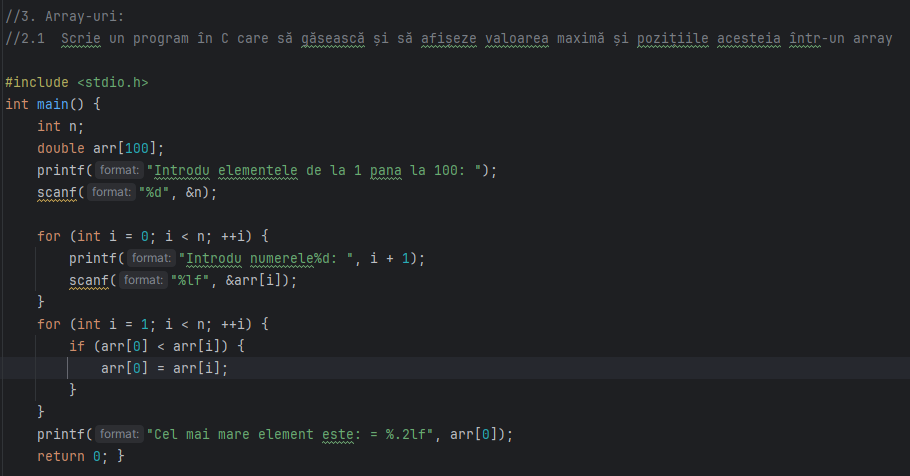 //3. Array-uri:
//2.1  Scrie un program în C care să găsească și să afișeze valoarea maximă și pozițiile acesteia într-un array
#include <stdio.h>
int main() {
    int n;
    double arr[100];
    printf( format: "Introdu elementele de la 1 pana la 100: ");
    scanf( format: "%d", &n);
    for (int i = 0; i < n; ++i) {
        printf( format: "Introdu numerele%d: ", i + 1);
        scanf( format: "%lf", &arr[i]);
    }
    for (int i = 1; i < n; ++i) {
        if (arr[0] < arr[i]) {
            arr[0] = arr[i];
        }
    }
    printf( format: "Cel mai mare element este: = %.2lf", arr[0]);
    return 0; }